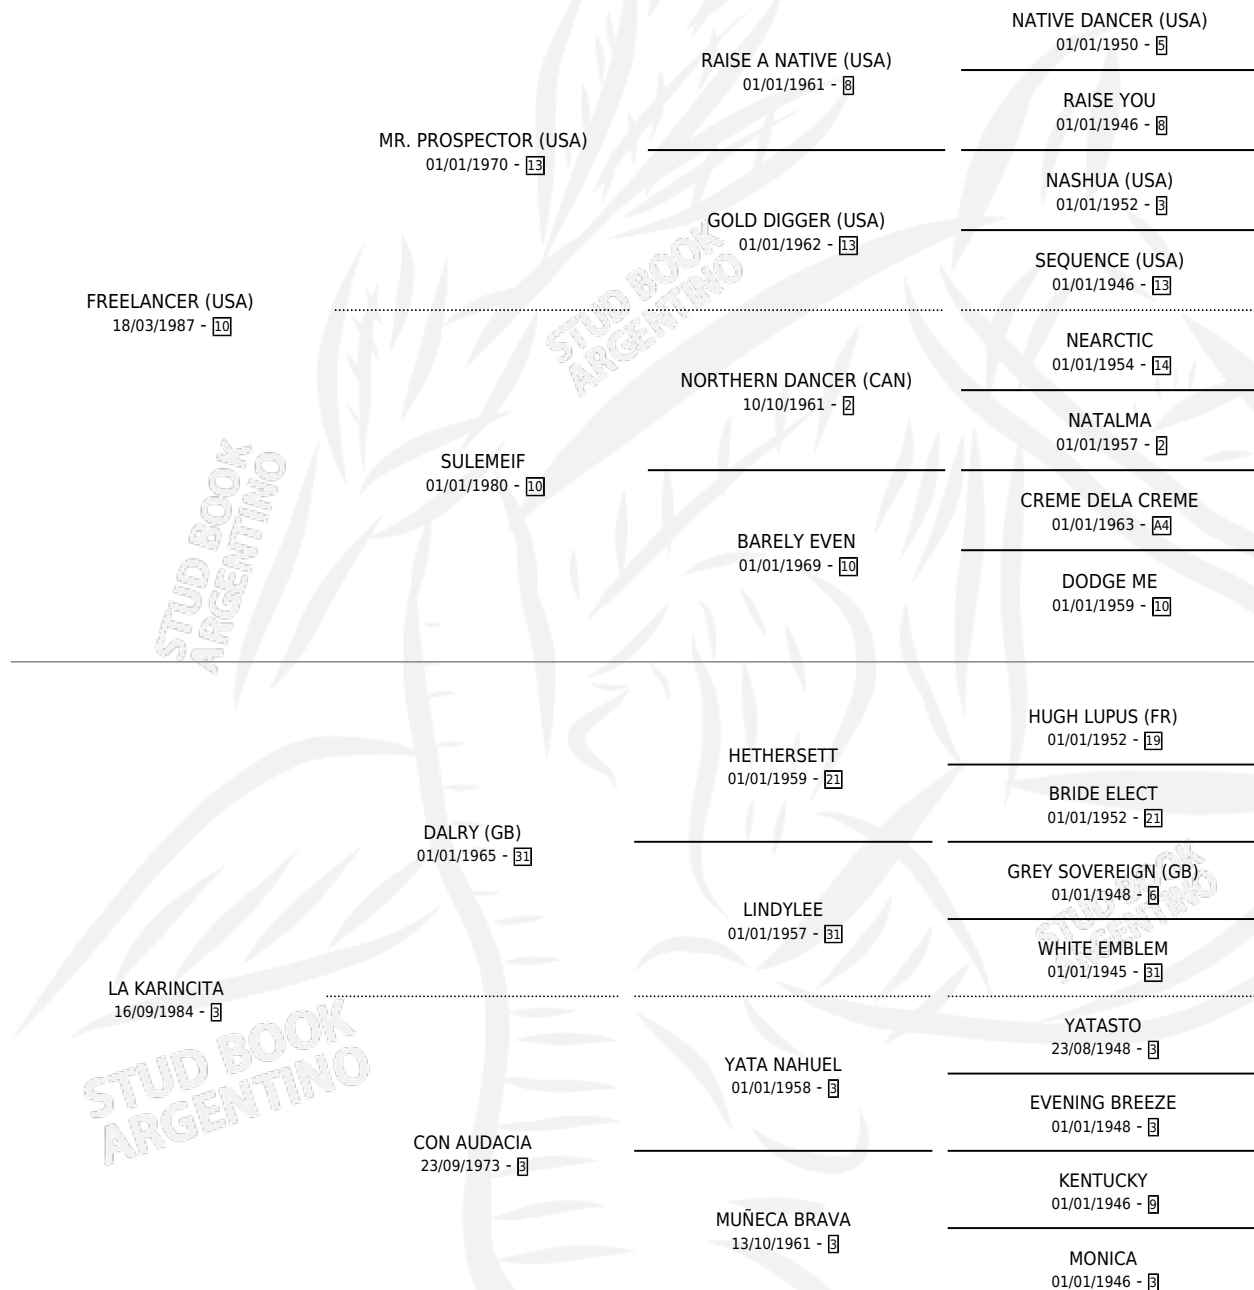 NATIVE DANCER (USA)
01/01/1950 - 5
RAISE A NATIVE (USA)
01/01/1961 - 8
RAISE YOU
01/01/1946 - 8
MR. PROSPECTOR (USA)
01/01/1970 - 13
NASHUA (USA)
01/01/1952 - 3
GOLD DIGGER (USA)
01/01/1962 - 13
SEQUENCE (USA)
01/01/1946 - 13
FREELANCER (USA)
18/03/1987 - 10
NEARCTIC
01/01/1954 - 14
NORTHERN DANCER (CAN)
10/10/1961 - 2
NATALMA
01/01/1957 - 2
SULEMEIF
01/01/1980 - 10
CREME DELA CREME
01/01/1963 - A4
BARELY EVEN
01/01/1969 - 10
DODGE ME
01/01/1959 - 10
HUGH LUPUS (FR)
01/01/1952 - 19
HETHERSETT
01/01/1959 - 21
BRIDE ELECT
01/01/1952 - 21
DALRY (GB)
01/01/1965 - 31
GREY SOVEREIGN (GB)
01/01/1948 - 6
LINDYLEE
01/01/1957 - 31
WHITE EMBLEM
01/01/1945 - 31
LA KARINCITA
16/09/1984 - 3
YATASTO
23/08/1948 - 3
YATA NAHUEL
01/01/1958 - 3
EVENING BREEZE
01/01/1948 - 3
CON AUDACIA
23/09/1973 - 3
KENTUCKY
01/01/1946 - 9
MUÑECA BRAVA
13/10/1961 - 3
MONICA
01/01/1946 - 3
STUD BOOK
ARGENTINO
STUD BOOK
ARGENTINO
STUD BOOK
ARGENTINO
STUD BOOK
ARGENTINO